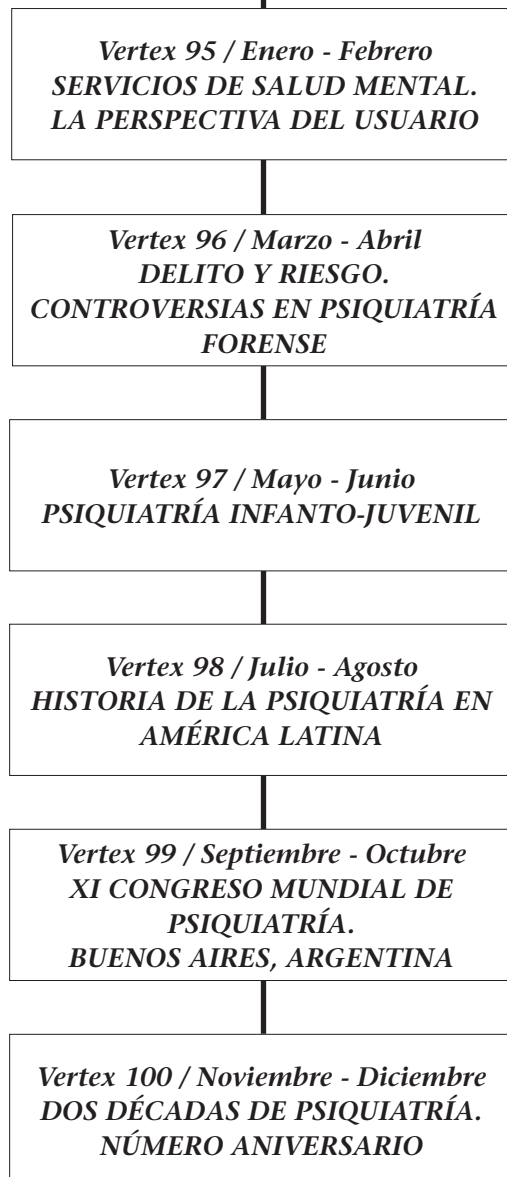 Vertex 95 / Enero - Febrero
SERVICIOS DE SALUD MENTAL.
LA PERSPECTIVA DEL USUARIO
Vertex 96 / Marzo - Abril
DELITO Y RIESGO.
CONTROVERSIAS EN PSIQUIATRÍA
FORENSE
Vertex 97 / Mayo - Junio
PSIQUIATRÍA INFANTO-JUVENIL
Vertex 98 / Julio - Agosto
HISTORIA DE LA PSIQUIATRÍA EN
AMÉRICA LATINA
Vertex 99 / Septiembre - Octubre
XI CONGRESO MUNDIAL DE
PSIQUIATRÍA.
BUENOS AIRES, ARGENTINA
Vertex 100 / Noviembre - Diciembre
DOS DÉCADAS DE PSIQUIATRÍA.
NÚMERO ANIVERSARIO